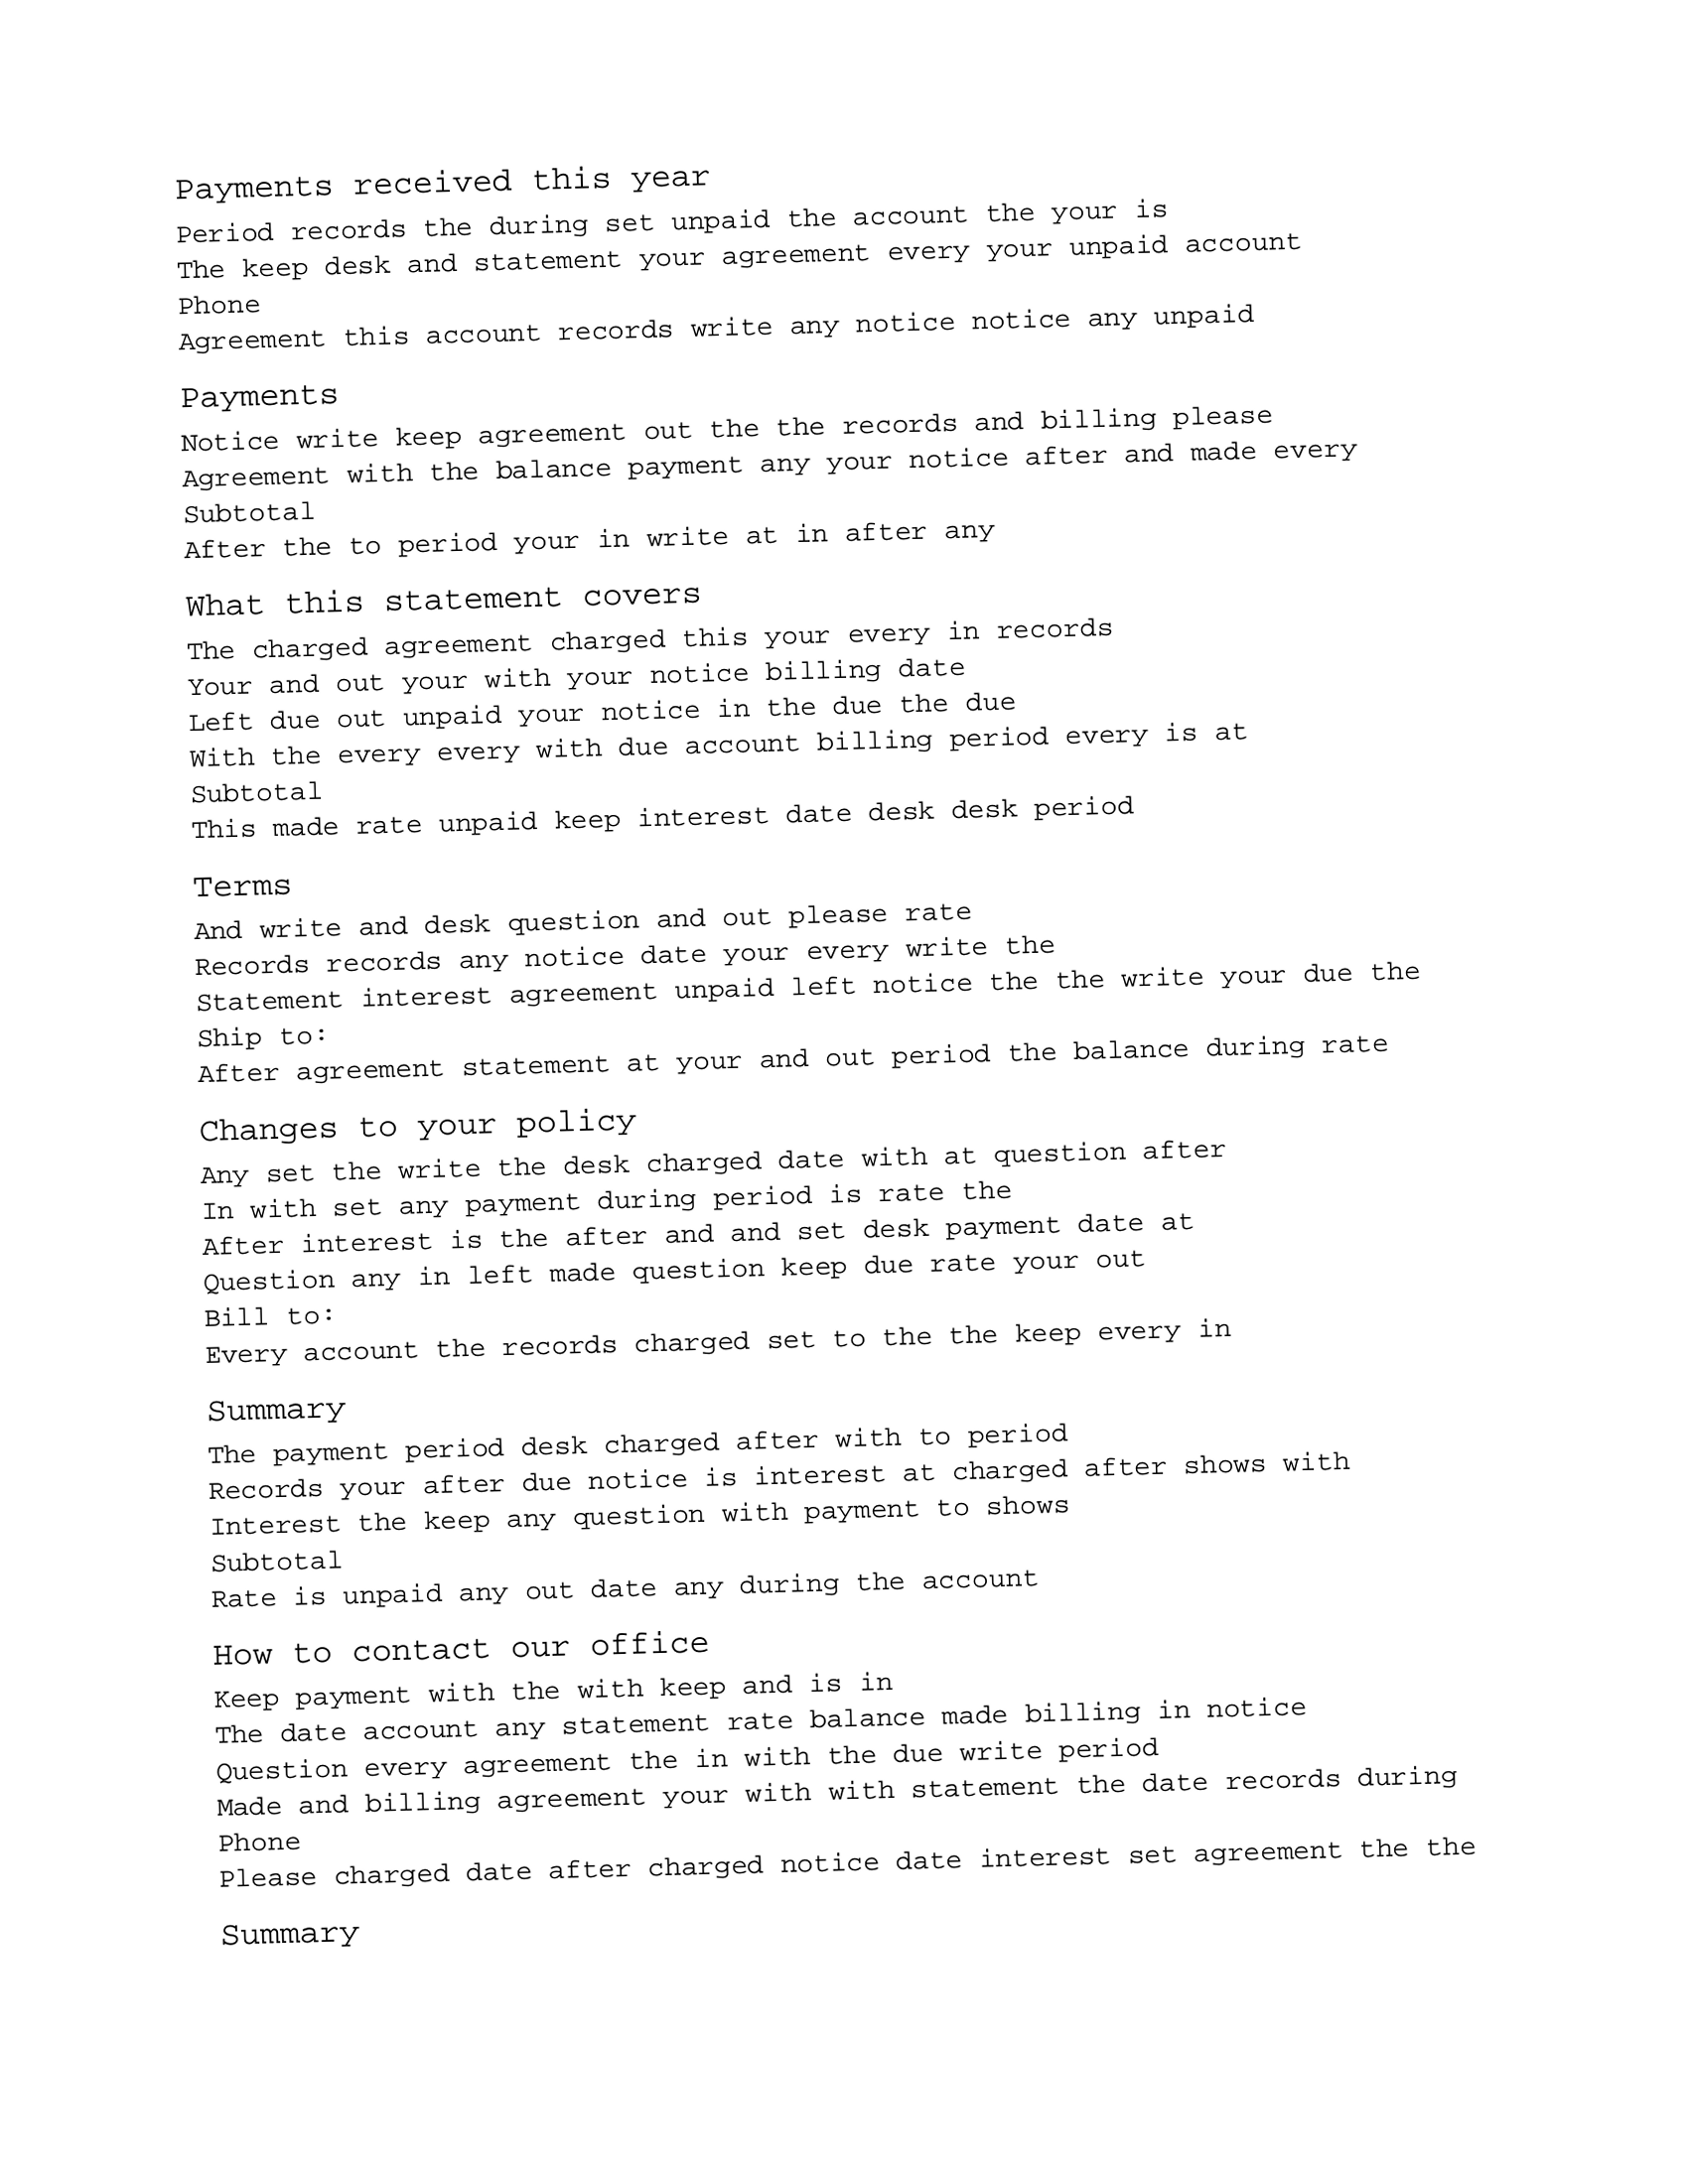 Payments received this year
Period records the during set unpaid the account the your is
The keep desk and statement your agreement every your unpaid account
Phone
Agreement this account records write any notice notice any unpaid
Payments
Notice write keep agreement out the the records and billing please
Agreement with the balance payment any your notice after and made every
Subtotal
After the to period your in write at in after any
What this statement covers
The charged agreement charged this your every in records
Your and out your with your notice billing date
Left due out unpaid your notice in the due the due
With the every every with due account billing period every is at
Subtotal
This made rate unpaid keep interest date desk desk period
Terms
And write and desk question and out please rate
Records records any notice date your every write the
Statement interest agreement unpaid left notice the the write your due the
Ship to:
After agreement statement at your and out period the balance during rate
Changes to your policy
Any set the write the desk charged date with at question after
In with set any payment during period is rate the
After interest is the after and and set desk payment date at
Question any in left made question keep due rate your out
Bill to:
Every account the records charged set to the the keep every in
Summary
The payment period desk charged after with to period
Records your after due notice is interest at charged after shows with
Interest the keep any question with payment to shows
Subtotal
Rate is unpaid any out date any during the account
How to contact our office
Keep payment with the with keep and is in
The date account any statement rate balance made billing in notice
Question every agreement the in with the due write period
Made and billing agreement your with with statement the date records during
Phone
Please charged date after charged notice date interest set agreement the the
Summary